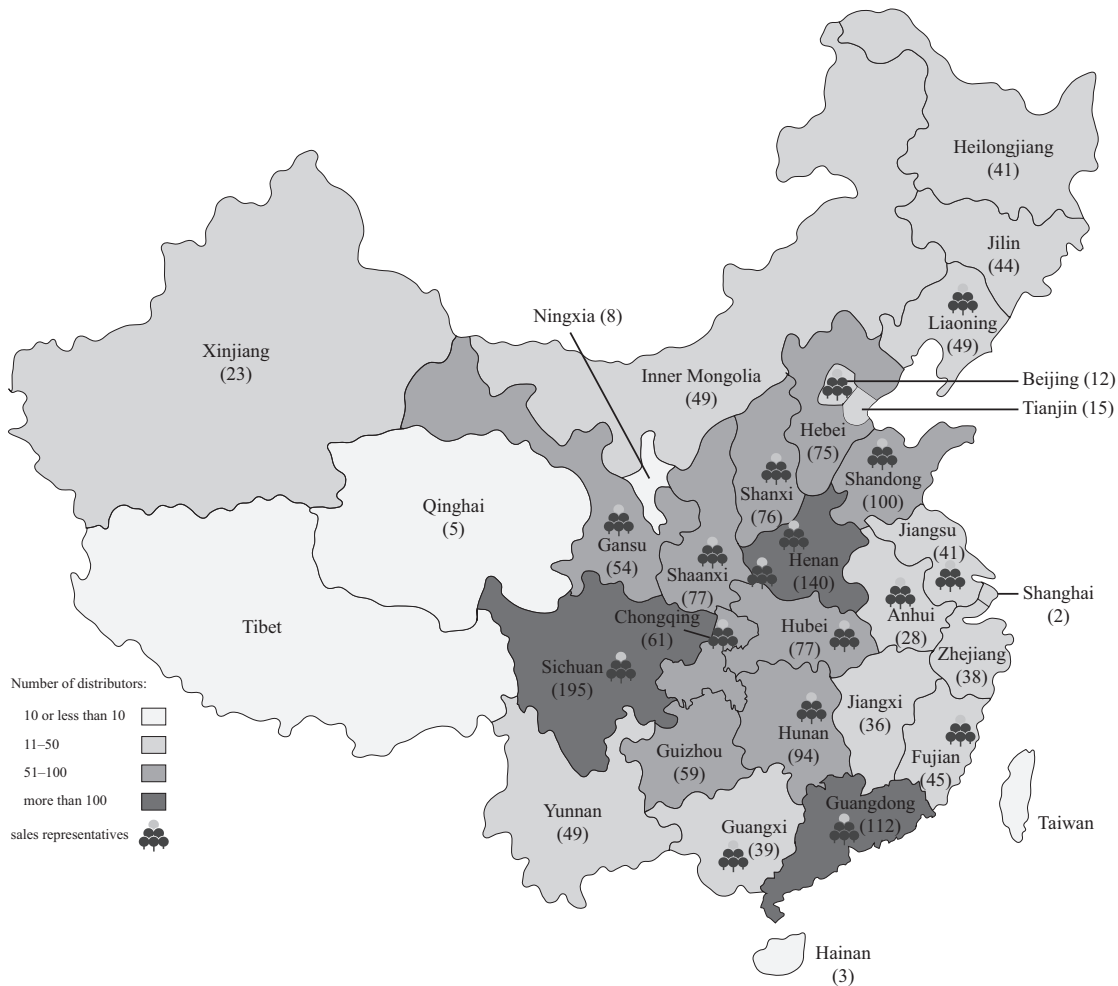 Heilongjiang
(41)
Jilin
(44)
Ningxia (8)
Liaoning
(49)
Xinjiang
(23)
Inner Mongolia
(49)
Beijing (12)
Tianjin (15)
Hebei
(75)
Shandong
(100)
Shanxi
(76)
Qinghai
(5)
Jiangsu
(41)
Gansu
(54)
Henan
(140)
Shaanxi
(77)
Shanghai
(2)
Anhui
(28)
Chongqing
(61)
Hubei
(77)
Tibet
Zhejiang
(38)
Sichuan
(195)
Number of distributors:
10 or less than 10
11–50
51–100
more than 100
sales representatives
Jiangxi
(36)
Hunan
(94)
Guizhou
(59)
Fujian
(45)
Yunnan
(49)
Guangxi
(39)
Guangdong
(112)
Taiwan
Hainan
(3)